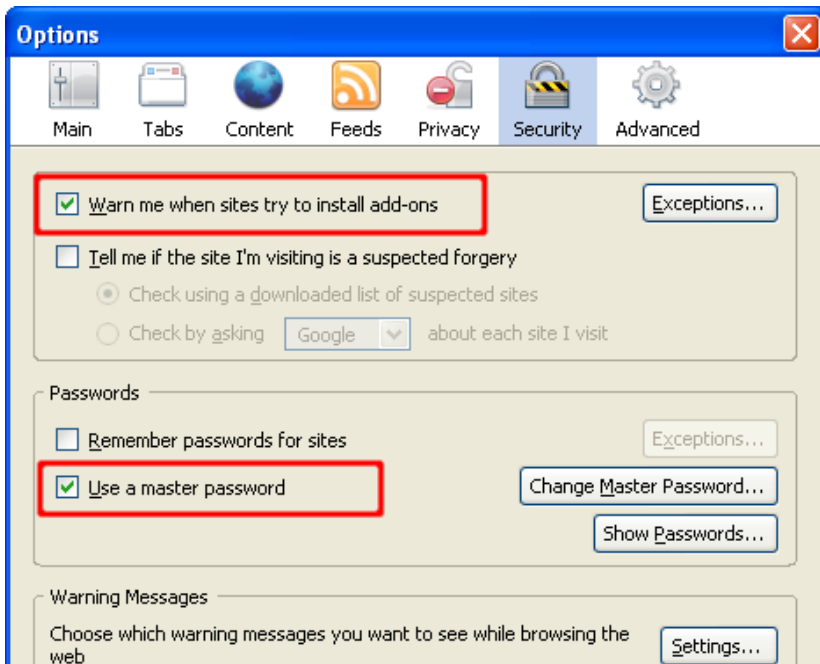 Options
Main Tabs Content Feeds Privacy Security Advanced
Warn me when sites try to install add-ons Exceptions...
Tell me if the site I'm visiting is a suspected forgery
Check using a downloaded list of suspected sites
Check by asking Google about each site I visit
Passwords
Remember passwords for sites Exceptions...
Use a master password Change Master Password...
Show Passwords...
Warning Messages
Choose which warning messages you want to see while browsing the
web Settings...